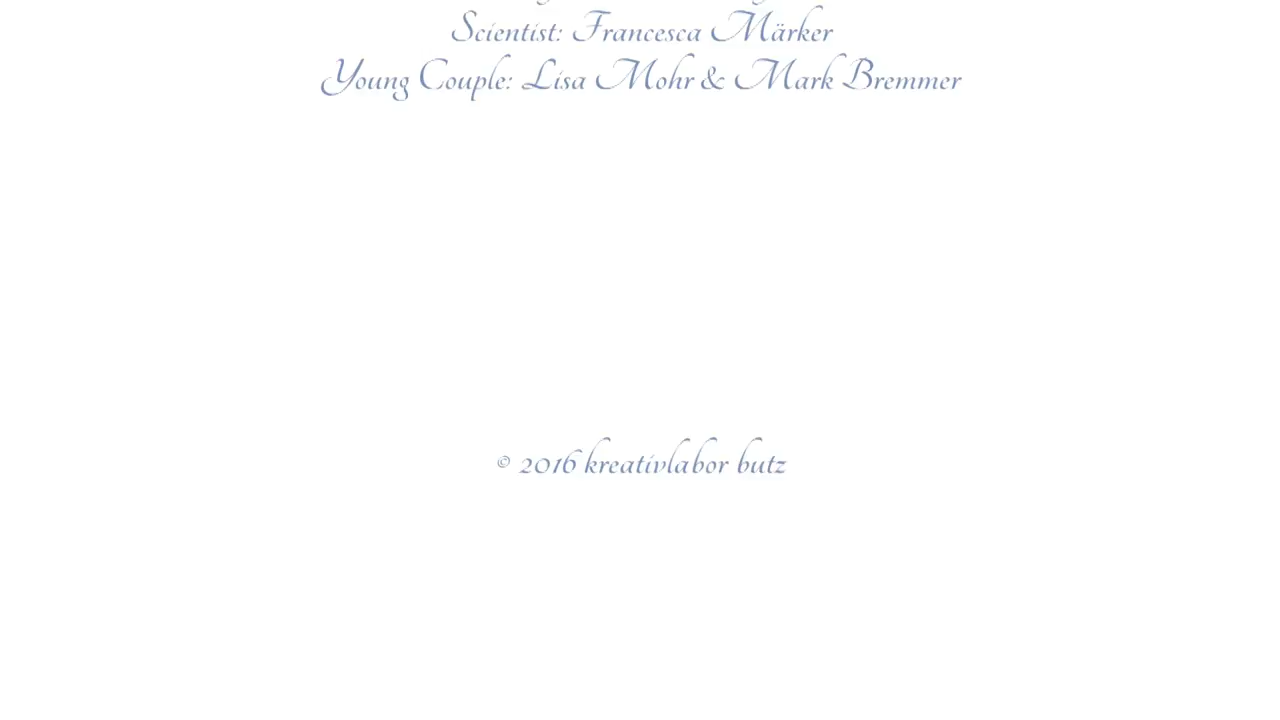 Scientist: Francesca Märker
Young Couple: Lisa Mohr & Mark Bremmer
© 2016 kreativlabor butz